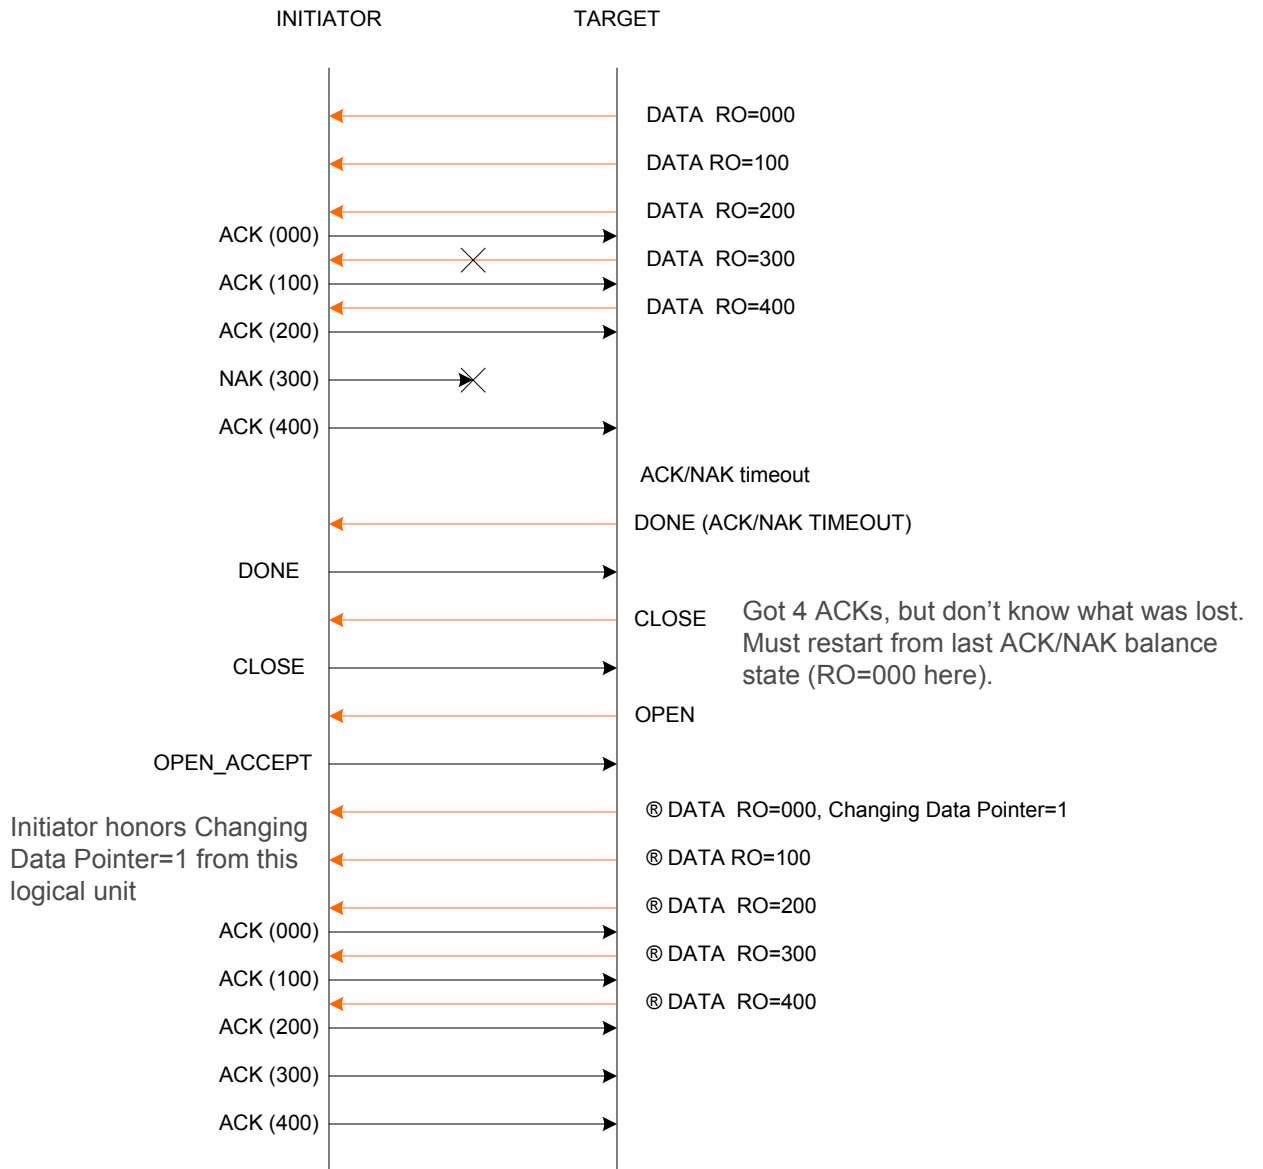 INITIATOR TARGET
DATA RO=000
DATA RO=100
DATA RO=200
ACK (000)
DATA RO=300
ACK (100)
DATA RO=400
ACK (200)
NAK (300)
ACK (400)
ACK/NAK timeout
DONE (ACK/NAK TIMEOUT)
DONE
CLOSE
Got 4 ACKs, but don’t know what was lost.
Must restart from last ACK/NAK balance
state (RO=000 here).
CLOSE
OPEN
OPEN_ACCEPT
® DATA RO=000, Changing Data Pointer=1
Initiator honors Changing
Data Pointer=1 from this
logical unit
® DATA RO=100
® DATA RO=200
ACK (000)
® DATA RO=300
ACK (100)
® DATA RO=400
ACK (200)
ACK (300)
ACK (400)